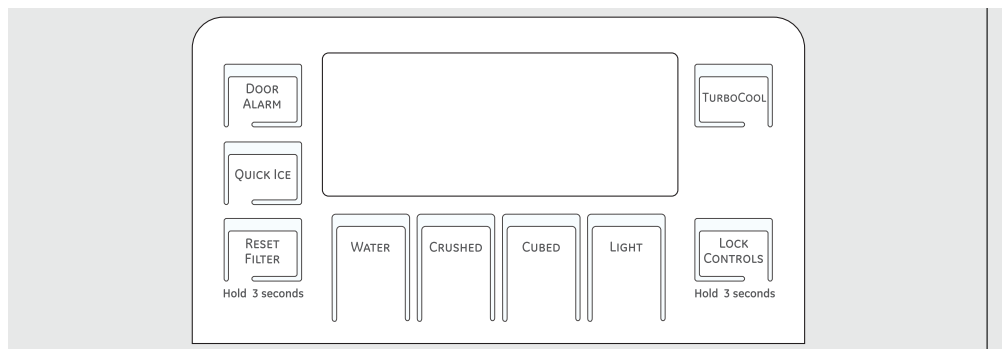 DOOR
ALARM
TURBOCOOL
QUICK ICE
RESET
FILTER
Hold 3 seconds
WATER
CRUSHED
CUBED
LIGHT
LOCK
CONTROLS
Hold 3 seconds